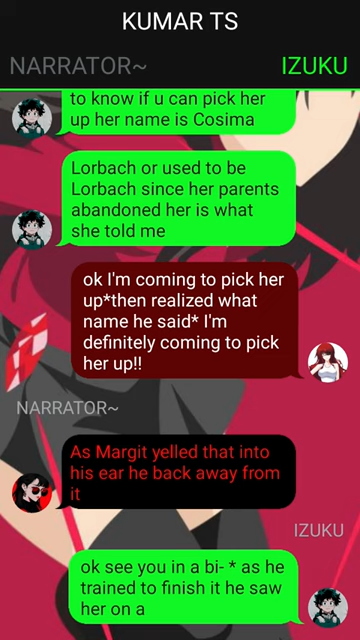 KUMAR TS
NARRATOR~
IZUKU
to know if u can pick her
up her name is Cosima
Lorbach or used to be
Lorbach since her parents
abandoned her is what
she told me
ok I'm coming to pick her
up*then realized what
name he said* I'm
definitely coming to pick
her up!!
NARRATOR~
As Margit yelled that into
his ear he back away from
it
IZUKU
ok see you in a bi- * as he
trained to finish it he saw
her on a